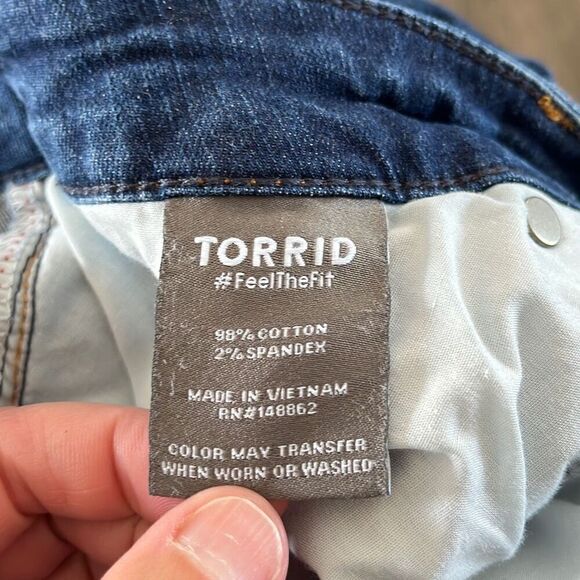 TORRID
#FeelTheFit
98% COTTON
2% SPANDEX
MADE IN VIETNAM
RN#148862
COLOR MAY TRANSFER
WHEN WORN OR WASHED